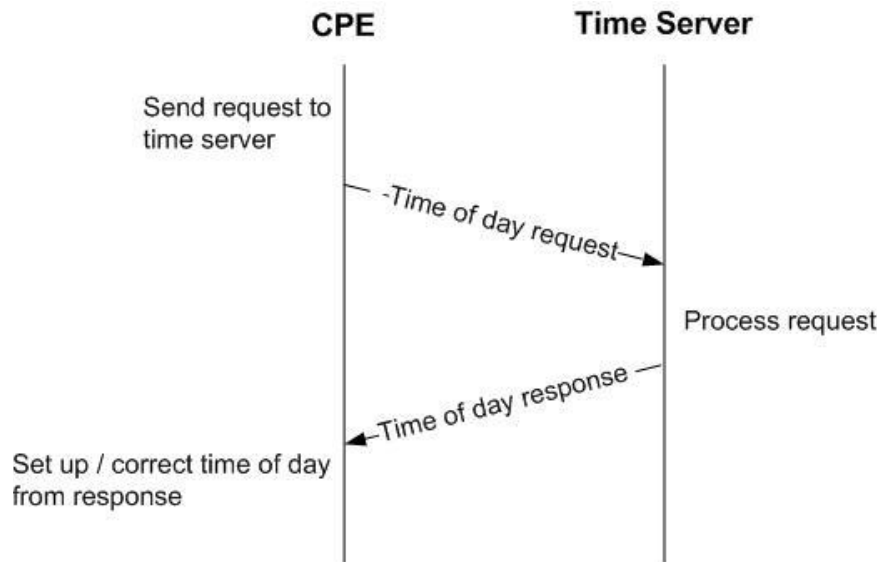 CPE
Time Server
Send request to
time server
Time of day request
Process request
Time of day response
Set up / correct time of day
from response